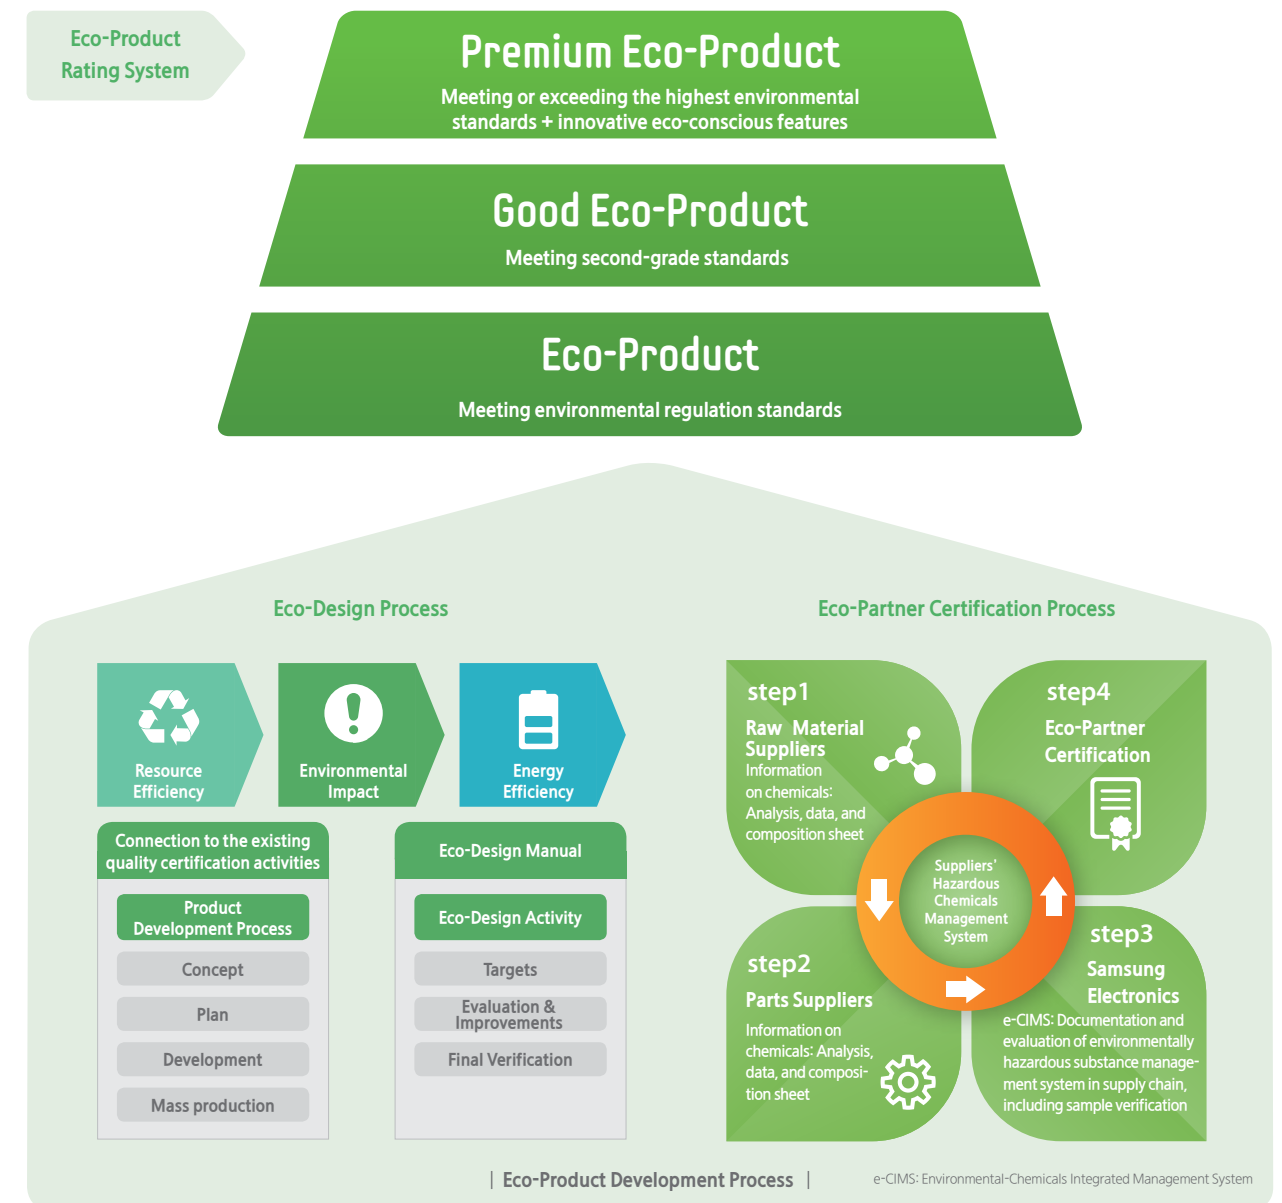 Eco-Product
Rating System
Premium Eco-Product
Meeting or exceeding the highest environmental
standards + innovative eco-conscious features
Good Eco-Product
Meeting second-grade standards
Eco-Product
Meeting environmental regulation standards
Eco-Design Process
Resource
Efficiency
Environmental
Impact
Energy
Efficiency
Connection to the existing
quality certification activities
Product
Development Process
Concept
Plan
Development
Mass production
Eco-Design Manual
Eco-Design Activity
Targets
Evaluation &
Improvements
Final Verification
Eco-Partner Certification Process
step1
Raw Material
Suppliers
Information
on chemicals:
Analysis, data, and
composition sheet
step4
Eco-Partner
Certification
Suppliers'
Hazardous
Chemicals
Management
System
step2
Parts Suppliers
Information on
chemicals: Analysis,
data, and composi-
tion sheet
step3
Samsung
Electronics
e-CIMS: Documentation and
evaluation of environmentally
hazardous substance manage-
ment system in supply chain,
including sample verification
| Eco-Product Development Process |
e-CIMS: Environmental-Chemicals Integrated Management System